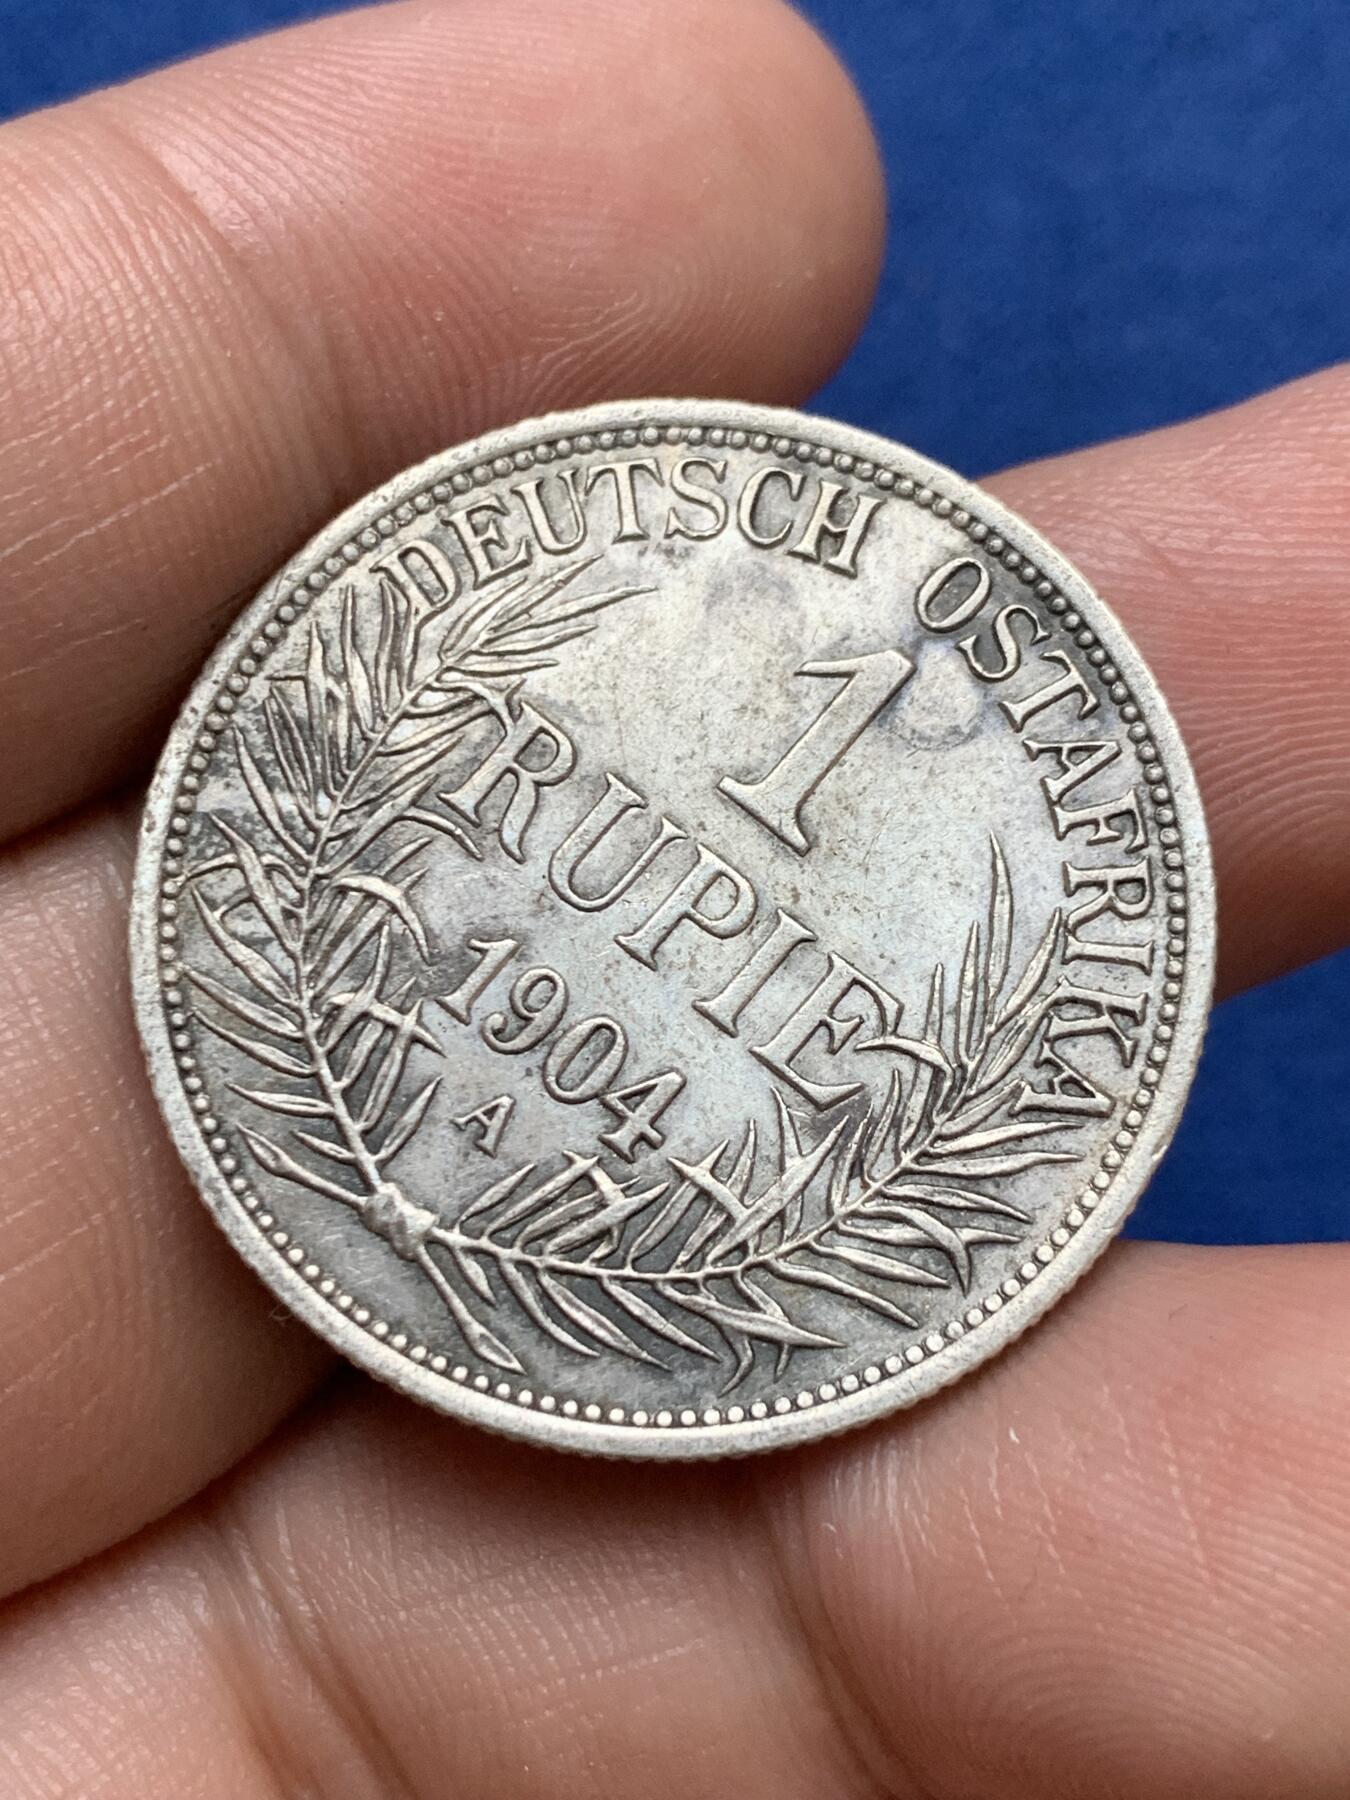 DEUTSCH OSTAFRIKA
1
RUPIE
1904
A